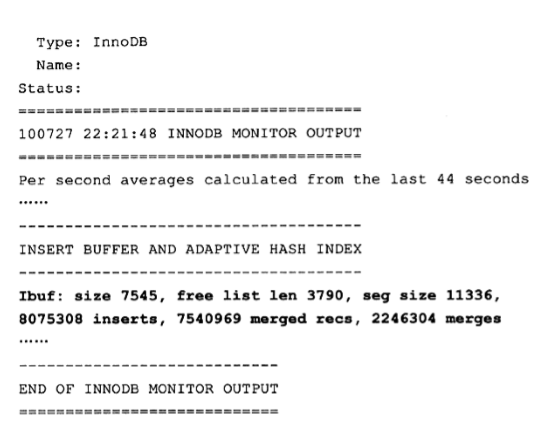 Type: InnoDB
Name:
Status:
=====================================
100727 22:21:48 INNODB MONITOR OUTPUT
=====================================
Per second averages calculated from the last 44 seconds
……
-------------------------------------
INSERT BUFFER AND ADAPTIVE HASH INDEX
-------------------------------------
Ibuf: size 7545, free list len 3790, seg size 11336,
8075308 inserts, 7540969 merged recs, 2246304 merges
……
----------------------------
END OF INNODB MONITOR OUTPUT
============================